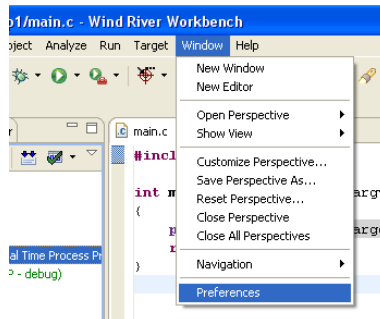 p1/main.c - Wind River Workbench
oject Analyze Run Target Window Help
New Window
New Editor
Open Perspective
Show View
Customize Perspective...
Save Perspective As...
Reset Perspective...
Close Perspective
Close All Perspectives
Navigation
Preferences
main.c
#incl
int m
{
p
r
}
argv
argc
al Time Process Pr
P - debug)